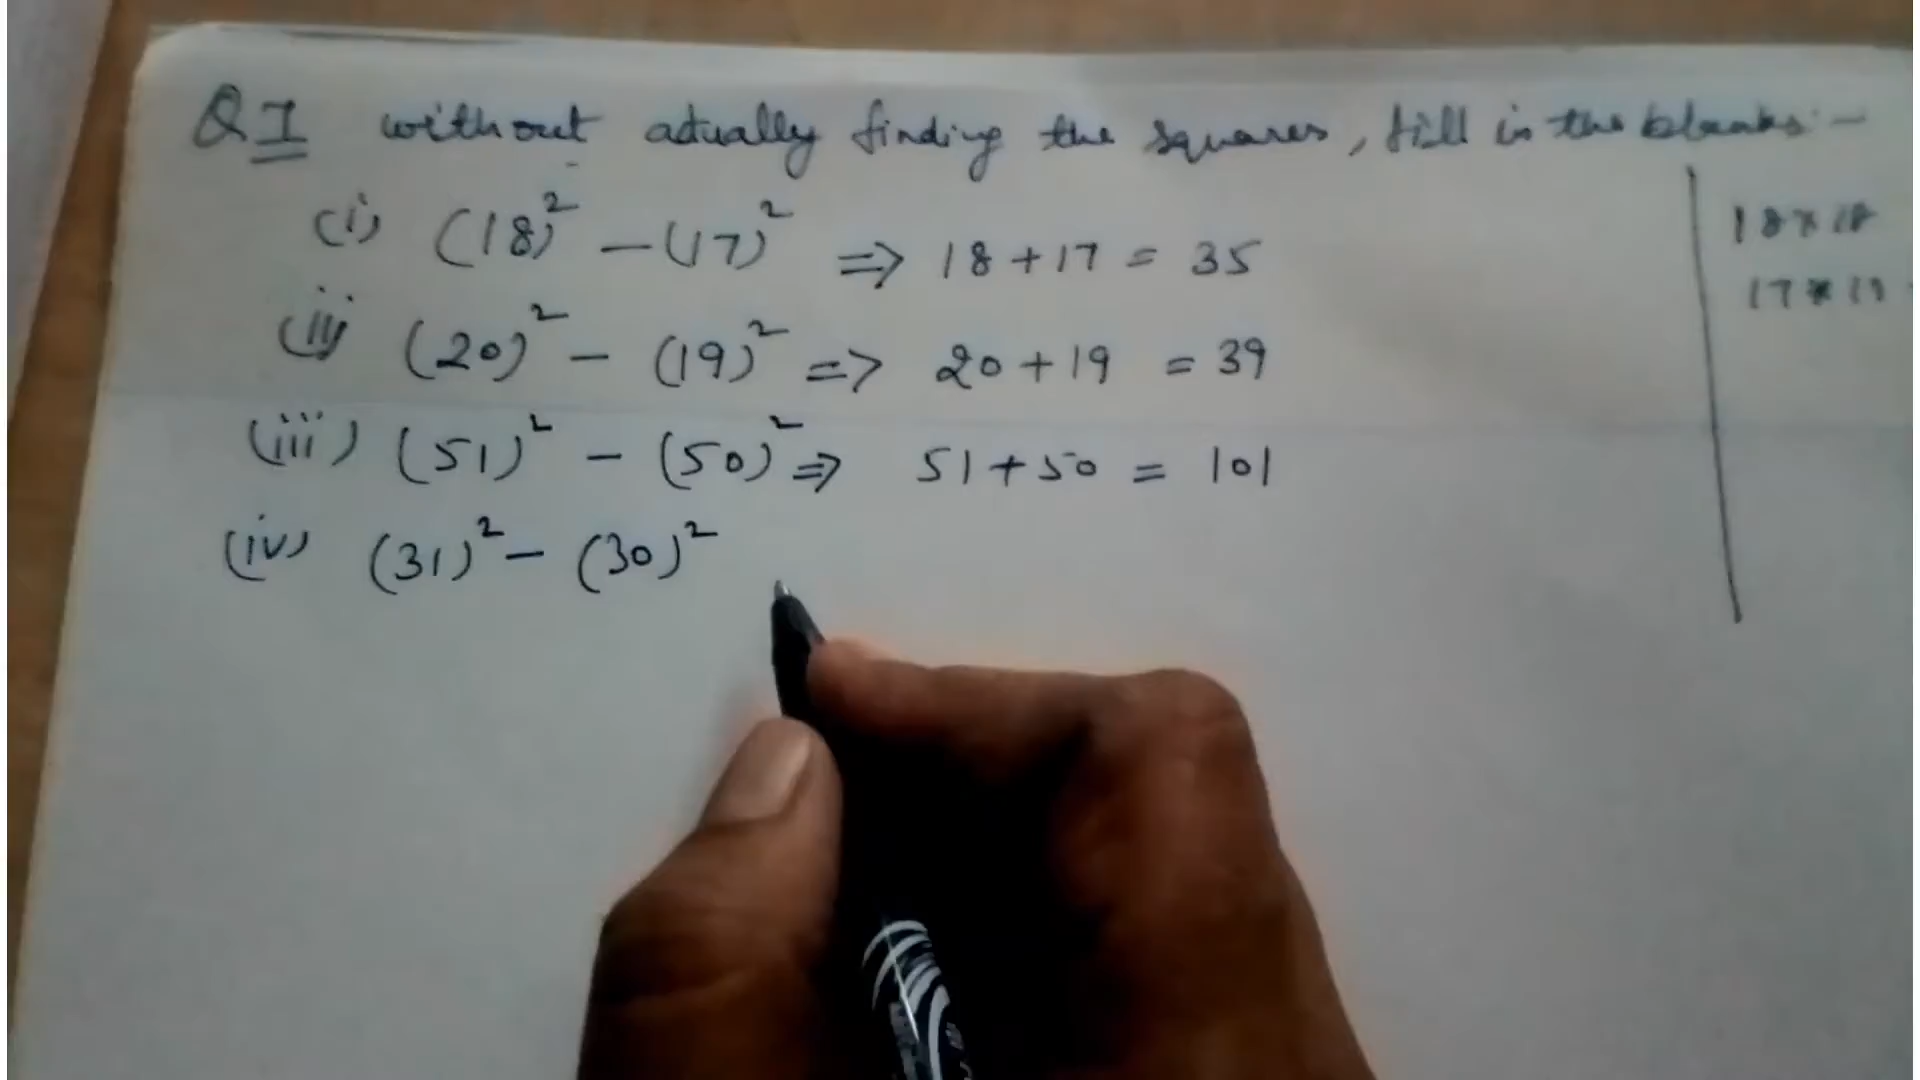 Q1 without actually finding the squares, fill in the blanks :-
(i) (18)² - (17)² => 18 + 17 = 35
(ii) (20)² - (19)² => 20 + 19 = 39
(iii) (51)² - (50)² => 51 + 50 = 101
(iv) (31)² - (30)²
18 × 18
17 ×